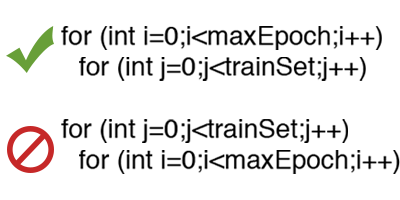 for (int i=0;i<maxEpoch;i++)
for (int j=0;j<trainSet;j++)
for (int j=0;j<trainSet;j++)
for (int i=0;i<maxEpoch;i++)